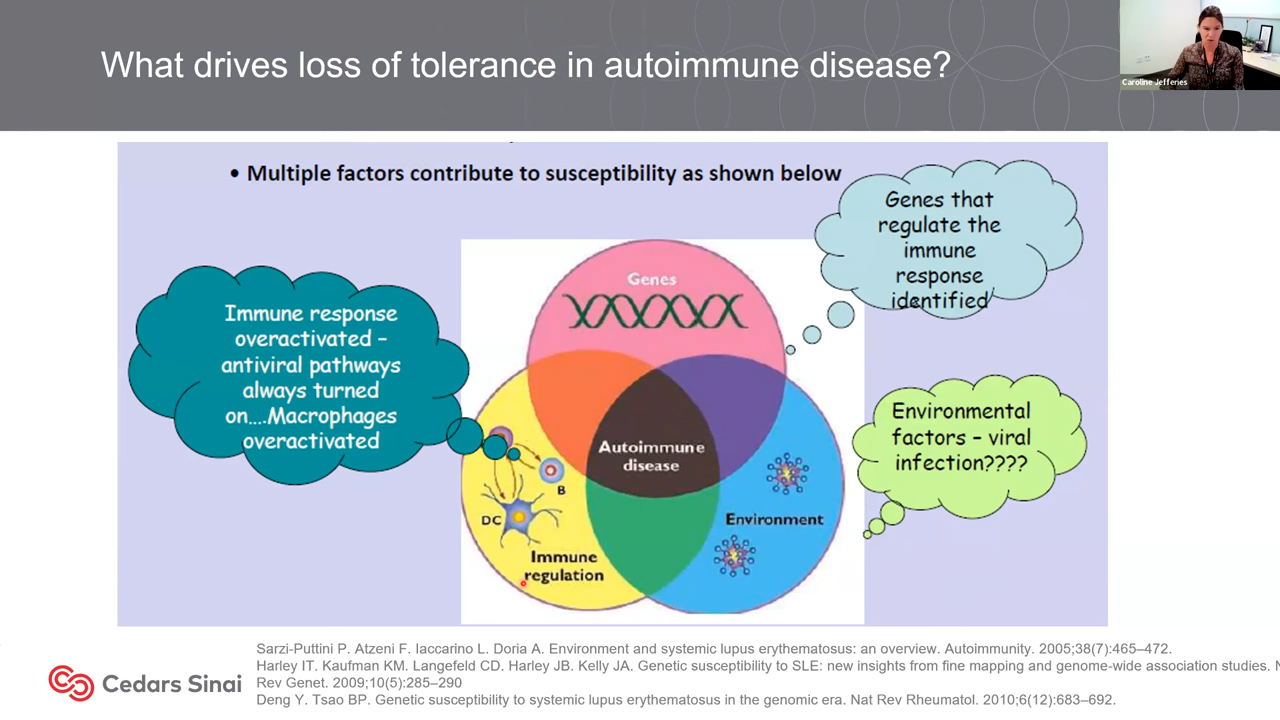 What drives loss of tolerance in autoimmune disease?
Caroline Jefferies
• Multiple factors contribute to susceptibility as shown below
Genes that
regulate the
immune
response
identified
Immune response
overactivated –
antiviral pathways
always turned
on....Macrophages
overactivated
Genes
Environmental
factors – viral
infection????
Autoimmune
disease
B
DC
Environment
Immune
regulation
Sarzi-Puttini P. Atzeni F. Iaccarino L. Doria A. Environment and systemic lupus erythematosus: an overview. Autoimmunity. 2005;38(7):465–472.
Harley IT. Kaufman KM. Langefeld CD. Harley JB. Kelly JA. Genetic susceptibility to SLE: new insights from fine mapping and genome-wide association studies.
Rev Genet. 2009;10(5):285–290
Deng Y. Tsao BP. Genetic susceptibility to systemic lupus erythematosus in the genomic era. Nat Rev Rheumatol. 2010;6(12):683–692.
Cedars Sinai